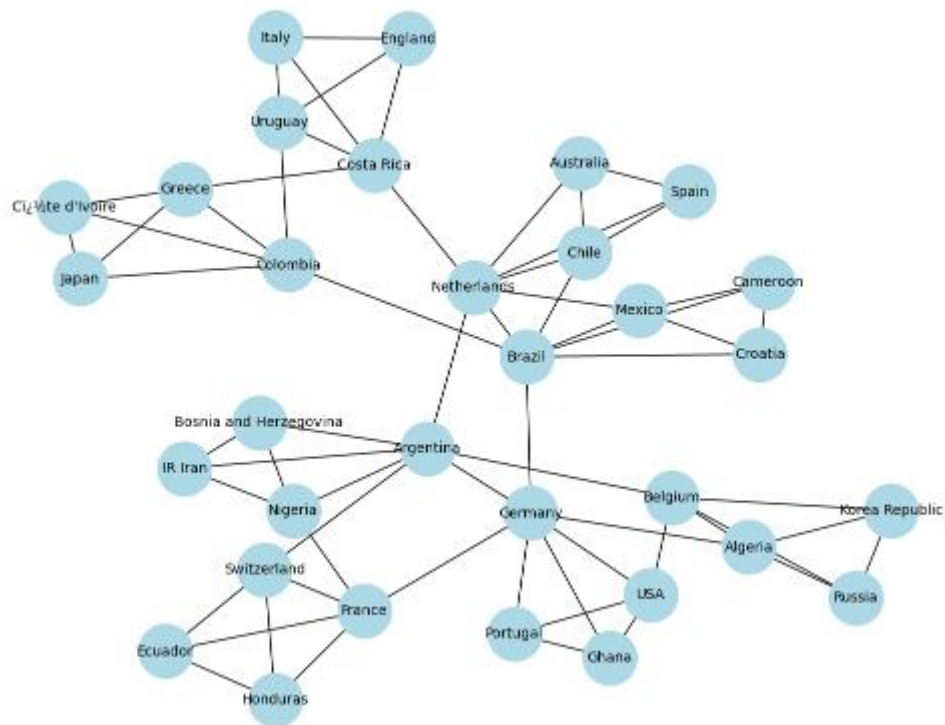 Italy
England
Uruguay
Costa Rica
Australia
Spain
Greece
Cï¿½te d'Ivoire
Japan
Colombia
Chile
Netherlands
Cameroon
Mexico
Brazil
Croatia
Bosnia and Herzegovina
Argentina
IR Iran
Nigeria
Belgium
Korea Republic
Germany
Algeria
Switzerland
France
USA
Russia
Portugal
Ghana
Ecuador
Honduras